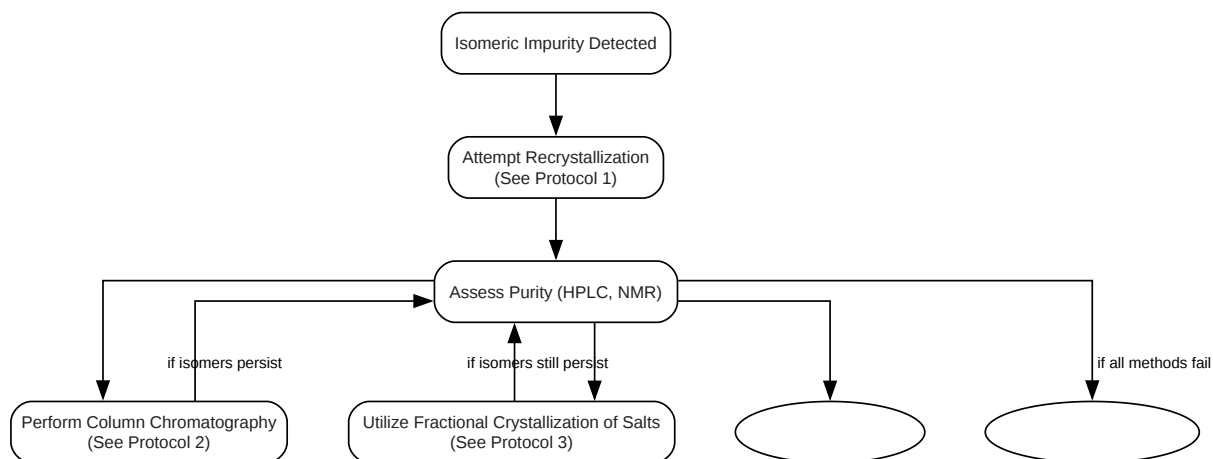 Isomeric Impurity Detected
Attempt Recrystallization
(See Protocol 1)
Assess Purity (HPLC, NMR)
if isomers persist
if isomers still persist
if all methods fail
Perform Column Chromatography
(See Protocol 2)
Utilize Fractional Crystallization of Salts
(See Protocol 3)